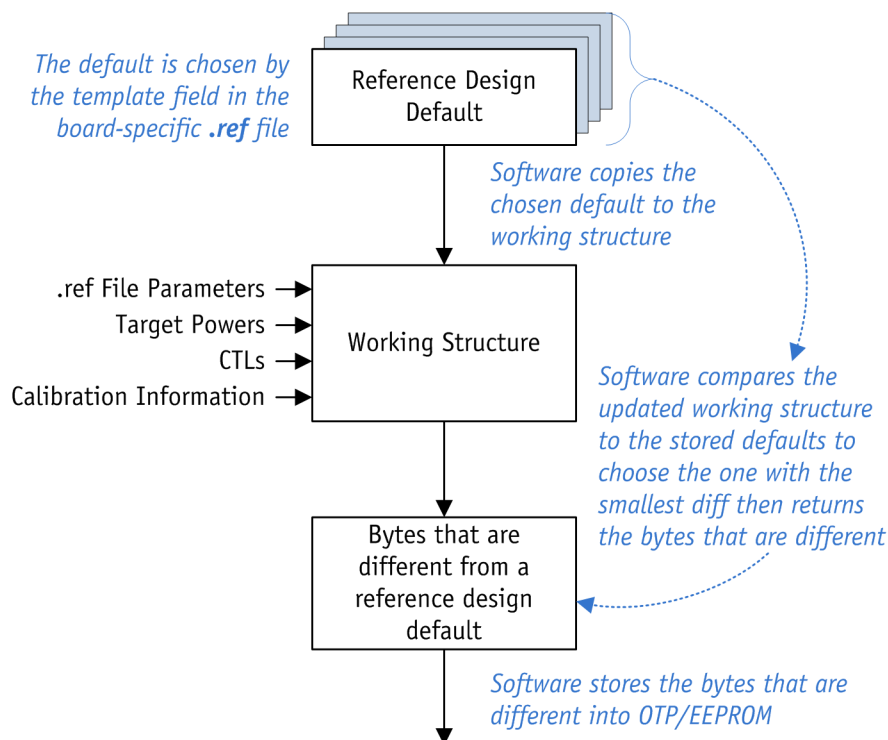 The default is chosen by
the template field in the
board-specific .ref file
Reference Design
Default
Software copies the
chosen default to the
working structure
.ref File Parameters
Target Powers
CTLs
Calibration Information
Working Structure
Software compares the
updated working structure
to the stored defaults to
choose the one with the
smallest diff then returns
the bytes that are different
Bytes that are
different from a
reference design
default
Software stores the bytes that are
different into OTP/EEPROM